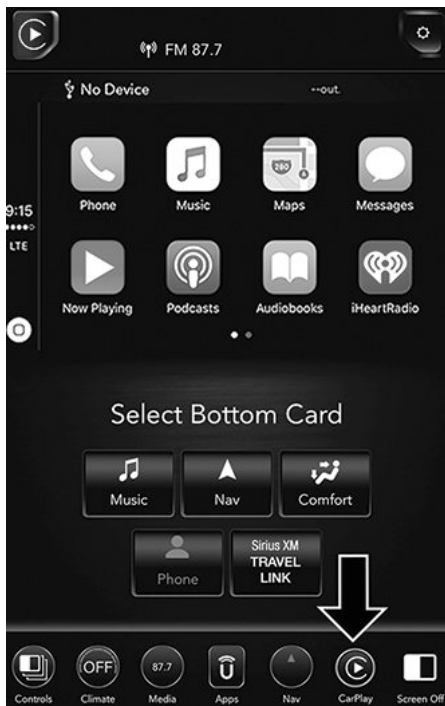 FM 87.7
No Device
--out.
Phone Music Maps Messages
9:15
LTE
280
Now Playing Podcasts Audiobooks iHeartRadio
Select Bottom Card
Music Nav Comfort
Phone
Sirius XM
TRAVEL
LINK
OFF 87.7
Controls Climate Media Apps Nav CarPlay Screen Off